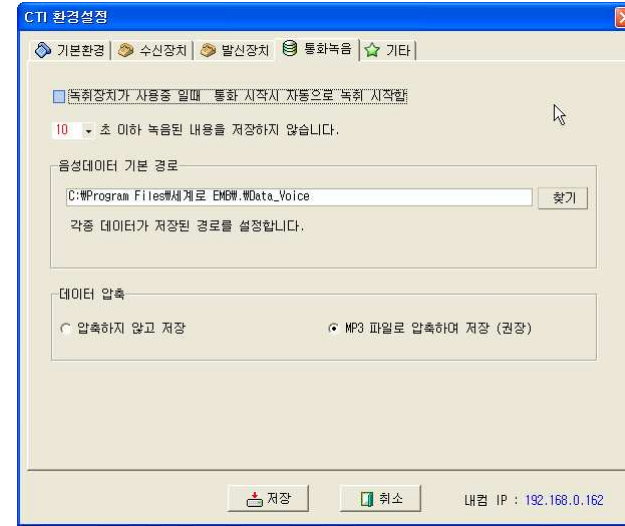 CTI 환경설정
기본환경 수신장치 발신장치 통화녹음 기타
녹취장치가 사용중 일때 통화 시작시 자동으로 녹취 시작함
10 초 이하 녹음된 내용을 저장하지 않습니다.
음성데이터 기본 경로
C:₩Program Files₩세계로 EMB₩.₩Data_Voice 찾기
각종 데이터가 저장된 경로를 설정합니다.
데이터 압축
압축하지 않고 저장 MP3 파일로 압축하여 저장 (권장)
저장 취소 내컴 IP : 192.168.0.162